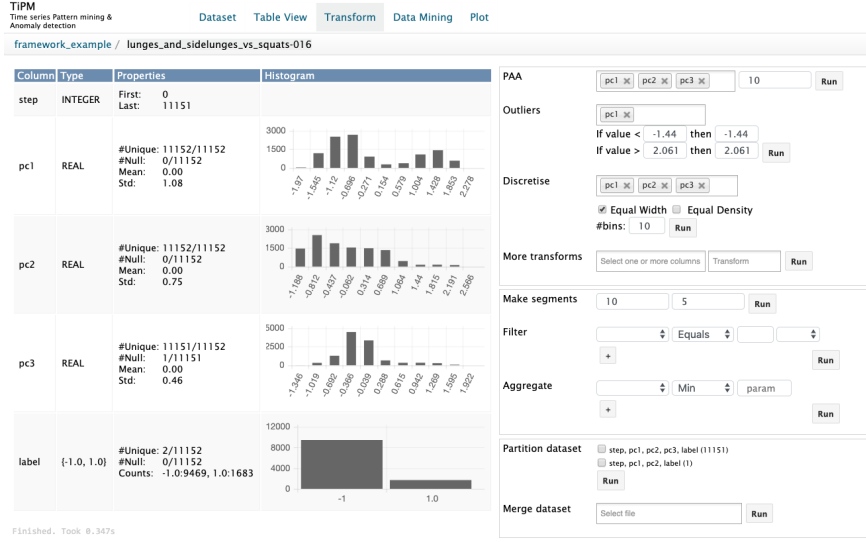 TiPM
Time series Pattern mining &
Anomaly detection
Dataset Table View Transform Data Mining Plot
framework_example / lunges_and_sidelunges_vs_squats-016
Column Type Properties Histogram
step INTEGER
First: 0
Last: 11151
pc1 REAL
#Unique: 11152/11152
#Null: 0/11152
Mean: 0.00
Std: 1.08
3000
1500
0
-1.97 -1.545 -1.12 -0.696 -0.271 0.154 0.579 1.004 1.428 1.853 2.278
pc2 REAL
#Unique: 11152/11152
#Null: 0/11152
Mean: 0.00
Std: 0.75
3000
1500
0
-1.188 -0.812 -0.437 -0.062 0.314 0.689 1.064 1.44 1.815 2.191 2.566
pc3 REAL
#Unique: 11151/11152
#Null: 1/11151
Mean: 0.00
Std: 0.46
5000
2500
0
-1.346 -1.019 -0.692 -0.366 -0.039 0.288 0.615 0.942 1.269 1.595 1.922
label {-1.0, 1.0}
#Unique: 2/11152
#Null: 0/11152
Counts: -1.0:9469, 1.0:1683
12000
8000
4000
0
-1 1.0
Finished. Took 0.347s
PAA pc1 pc2 pc3 10 Run
Outliers pc1
If value < -1.44 then -1.44
If value > 2.061 then 2.061 Run
Discretise pc1 pc2 pc3
Equal Width Equal Density
#bins: 10 Run
More transforms Select one or more columns Transform Run
Make segments 10 5 Run
Filter Equals
+ Run
Aggregate Min param
+ Run
Partition dataset step, pc1, pc2, pc3, label (11151)
step, pc1, pc2, label (1)
Run
Merge dataset Select file Run